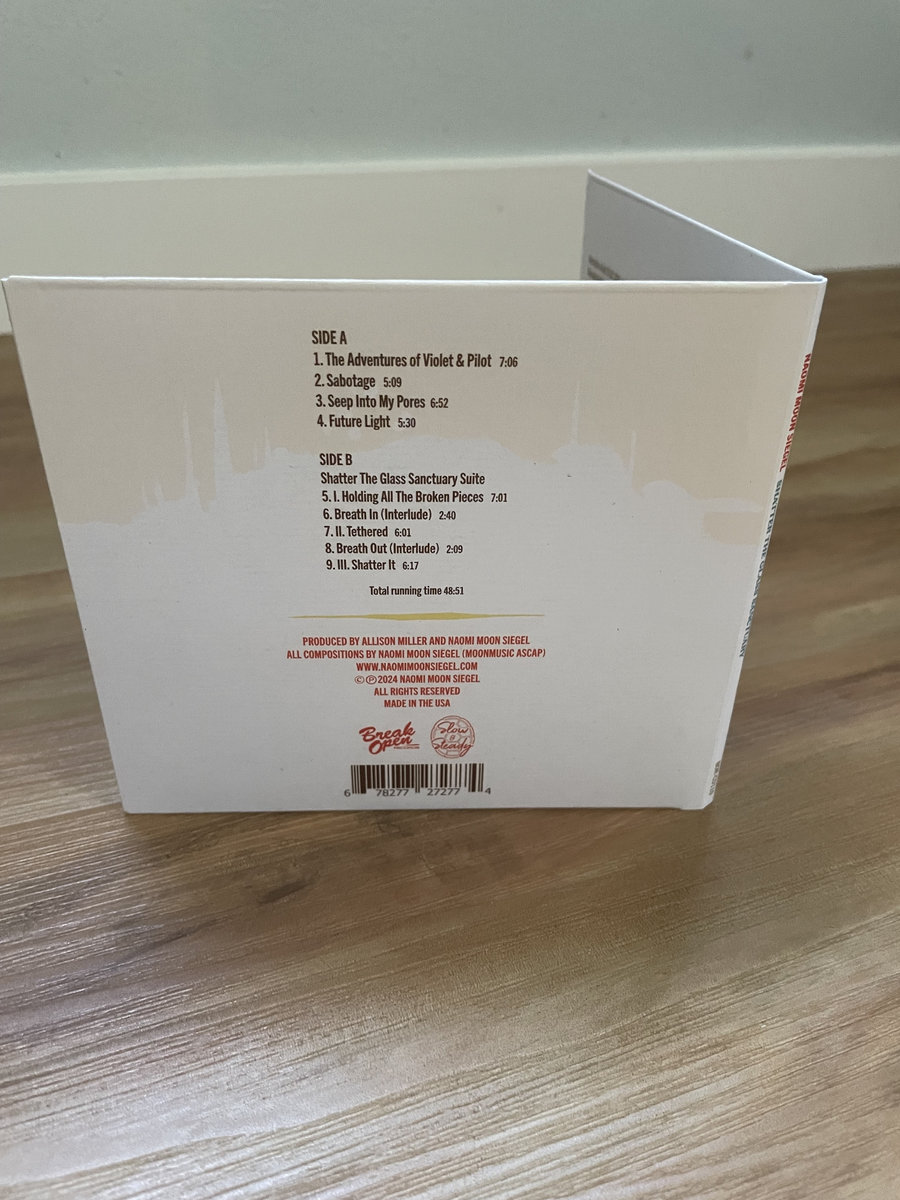 SIDE A
1. The Adventures of Violet & Pilot 7:06
2. Sabotage 5:09
3. Seep Into My Pores 6:52
4. Future Light 5:30
SIDE B
Shatter The Glass Sanctuary Suite
5. I. Holding All The Broken Pieces 7:01
6. Breath In (Interlude) 2:40
7. II. Tethered 6:01
8. Breath Out (Interlude) 2:09
9. III. Shatter It 6:17
Total running time 48:51
PRODUCED BY ALLISON MILLER AND NAOMI MOON SIEGEL
ALL COMPOSITIONS BY NAOMI MOON SIEGEL (MOONMUSIC ASCAP)
WWW.NAOMIMOONSIEGEL.COM
©℗ 2024 NAOMI MOON SIEGEL
ALL RIGHTS RESERVED
MADE IN THE USA
Break Open
Slow & Steady
6 78277 27277 4
NAOMI MOON SIEGEL SHATTER THE GLASS SANCTUARY